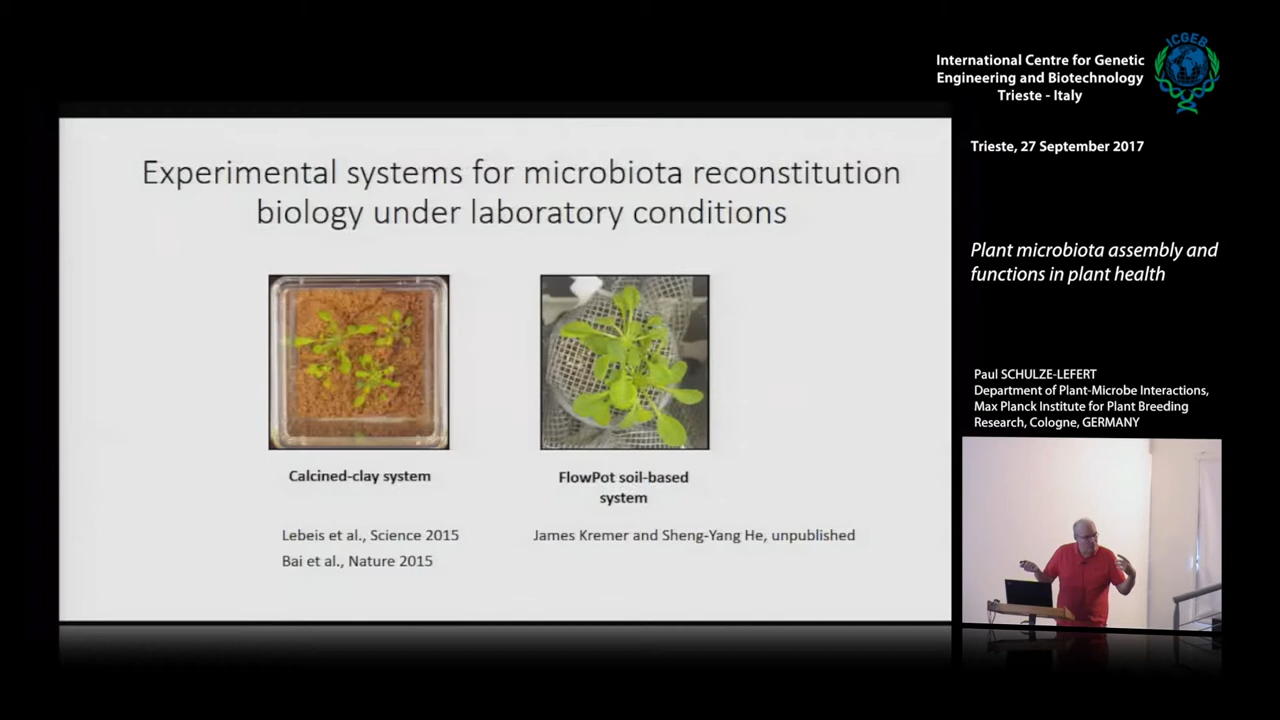 ICGEB
International Centre for Genetic
Engineering and Biotechnology
Trieste - Italy
Trieste, 27 September 2017
Experimental systems for microbiota reconstitution
biology under laboratory conditions
Calcined-clay system
FlowPot soil-based
system
Lebeis et al., Science 2015
Bai et al., Nature 2015
James Kremer and Sheng-Yang He, unpublished
Plant microbiota assembly and
functions in plant health
Paul SCHULZE-LEFERT
Department of Plant-Microbe Interactions,
Max Planck Institute for Plant Breeding
Research, Cologne, GERMANY